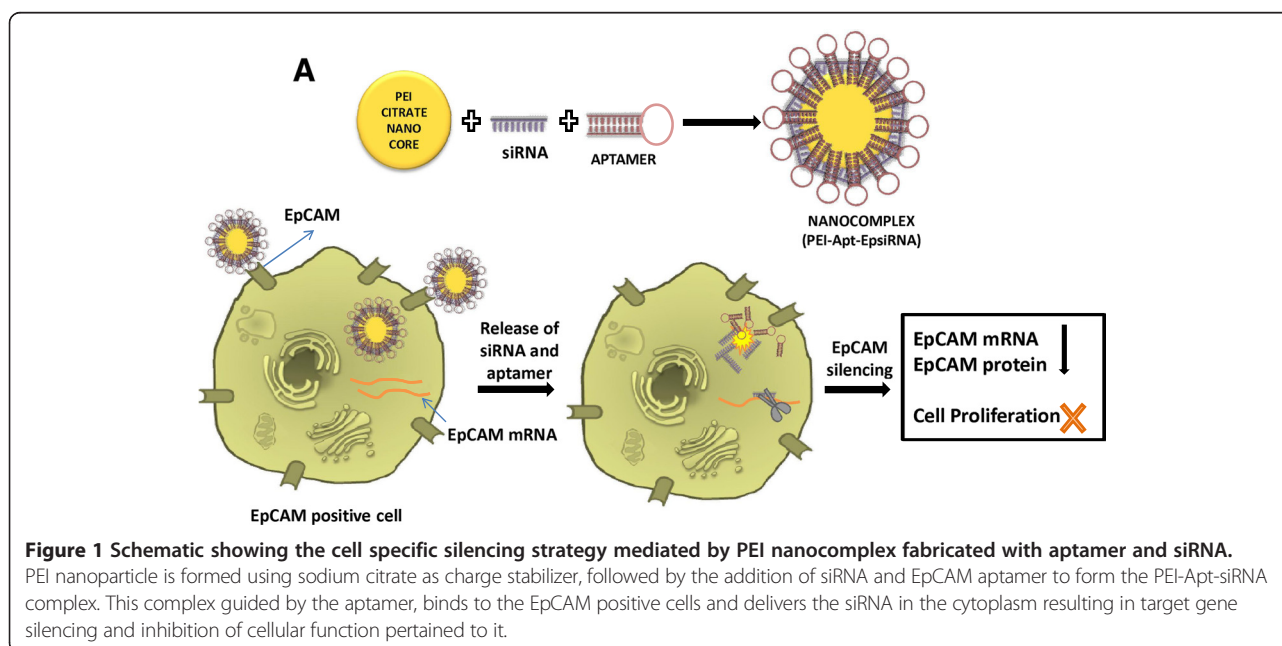 A
PEI
CITRATE
NANO
CORE
siRNA
APTAMER
NANOCOMPLEX
(PEI-Apt-EpsiRNA)
EpCAM
Release of
siRNA and
aptamer
EpCAM
silencing
EpCAM mRNA
EpCAM protein
Cell Proliferation
EpCAM mRNA
EpCAM positive cell
Figure 1 Schematic showing the cell specific silencing strategy mediated by PEI nanocomplex fabricated with aptamer and siRNA.
PEI nanoparticle is formed using sodium citrate as charge stabilizer, followed by the addition of siRNA and EpCAM aptamer to form the PEI-Apt-siRNA
complex. This complex guided by the aptamer, binds to the EpCAM positive cells and delivers the siRNA in the cytoplasm resulting in target gene
silencing and inhibition of cellular function pertained to it.